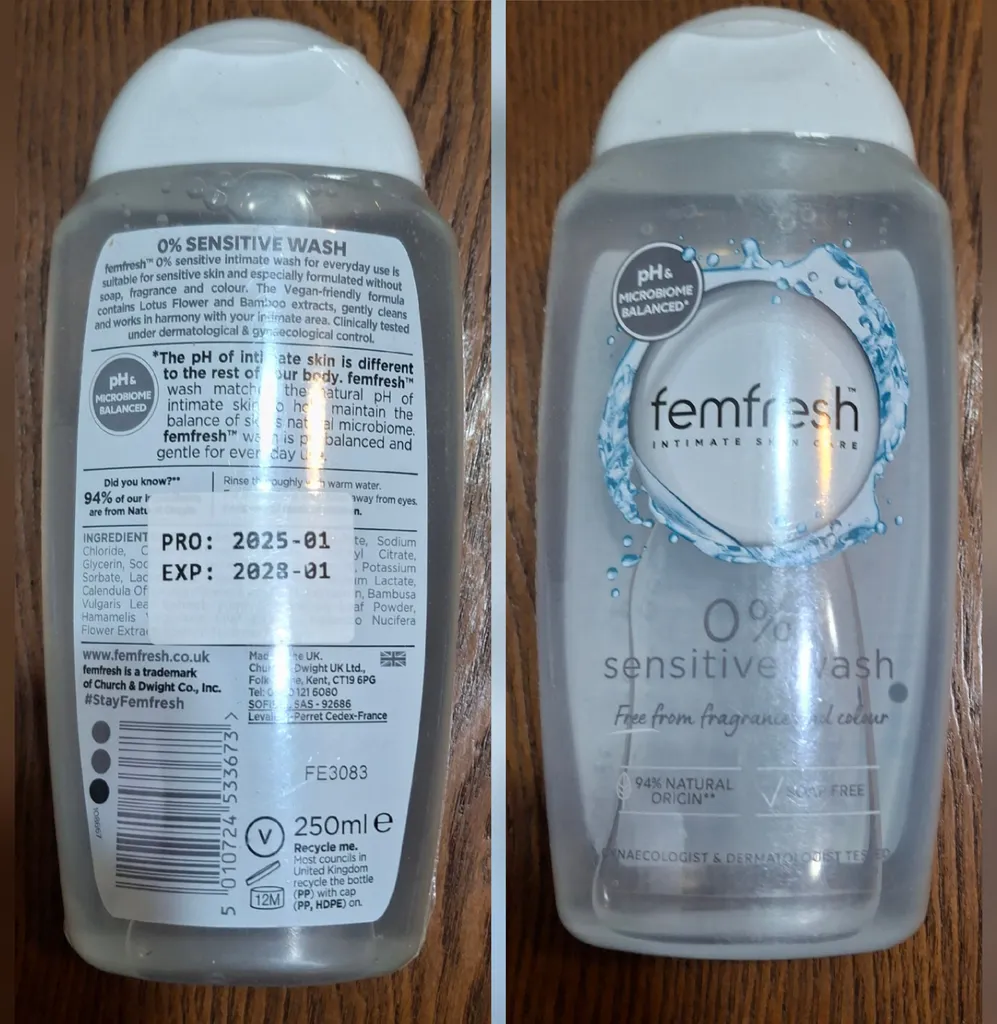 0% SENSITIVE WASH
femfresh™ 0% sensitive intimate wash for everyday use is
suitable for sensitive skin and especially formulated without
soap, fragrance and colour. The Vegan-friendly formula
contains Lotus Flower and Bamboo extracts, gently cleans
and works in harmony with your intimate area. Clinically tested
under dermatological & gynaecological control.
pH &
MICROBIOME
BALANCED
*The pH of intimate skin is different
to the rest of your body. femfresh™
wash matches the natural pH of
intimate skin to help maintain the
balance of skin's natural microbiome.
femfresh™ wash is pH balanced and
gentle for everyday use.
Did you know?**
94% of our
are from
Rinse thoroughly with warm water.
away from eyes.
PRO: 2025-01
EXP: 2028-01
INGREDIENT
Chloride,
Glycerin,
Sorbate,
Calendula
Vulgaris
Hamamelis
Flower
Sodium
Citrate,
Potassium
Lactate,
Bambusa
Powder,
Nucifera
www.femfresh.co.uk
femfresh is a trademark
of Church & Dwight Co., Inc.
#StayFemfresh
UK.
Dwight UK Ltd.,
Kent, CT19 6PG
Tel: 121 6080
SAS - 92686
Perret Cedex-France
FE3083
5 010724 533673 >
V
250ml e
Recycle me.
Most councils in
United Kingdom
recycle the bottle
(PP) with cap
(PP, HDPE) on.
12M
pH &
MICROBIOME
BALANCED*
femfresh™
INTIMATE SKIN CARE
0%
sensitive wash
Free from fragrance and colour
94% NATURAL
ORIGIN**
SOAP FREE
GYNAECOLOGIST & DERMATOLOGIST TESTED